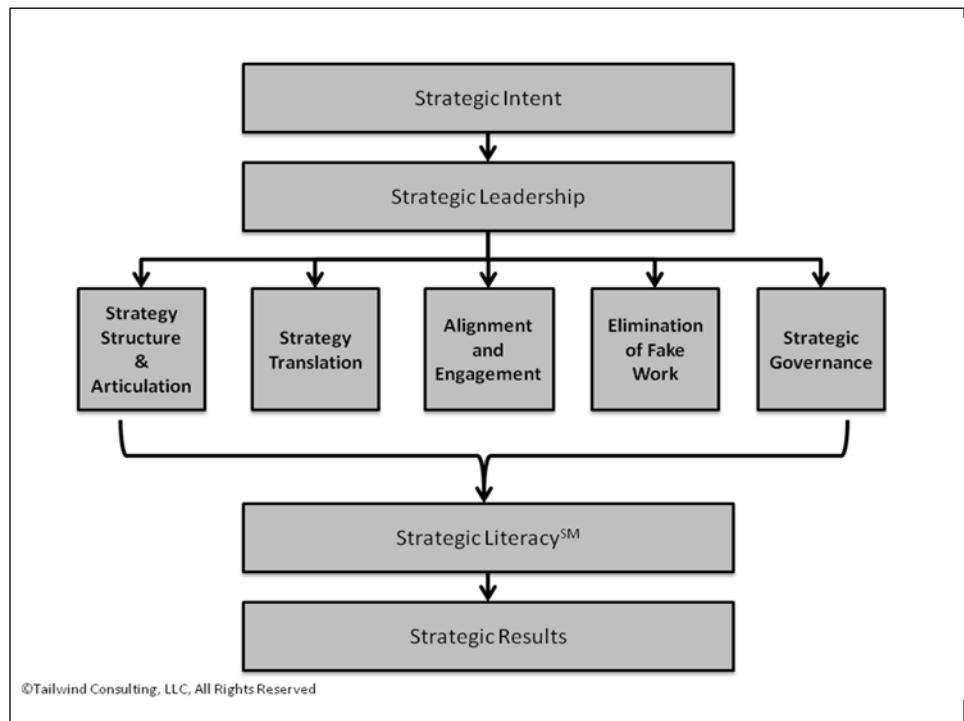 Strategic Intent
Strategic Leadership
Strategy
Structure
&
Articulation
Strategy
Translation
Alignment
and
Engagement
Elimination
of Fake
Work
Strategic
Governance
Strategic Literacy℠
Strategic Results
©Tailwind Consulting, LLC, All Rights Reserved